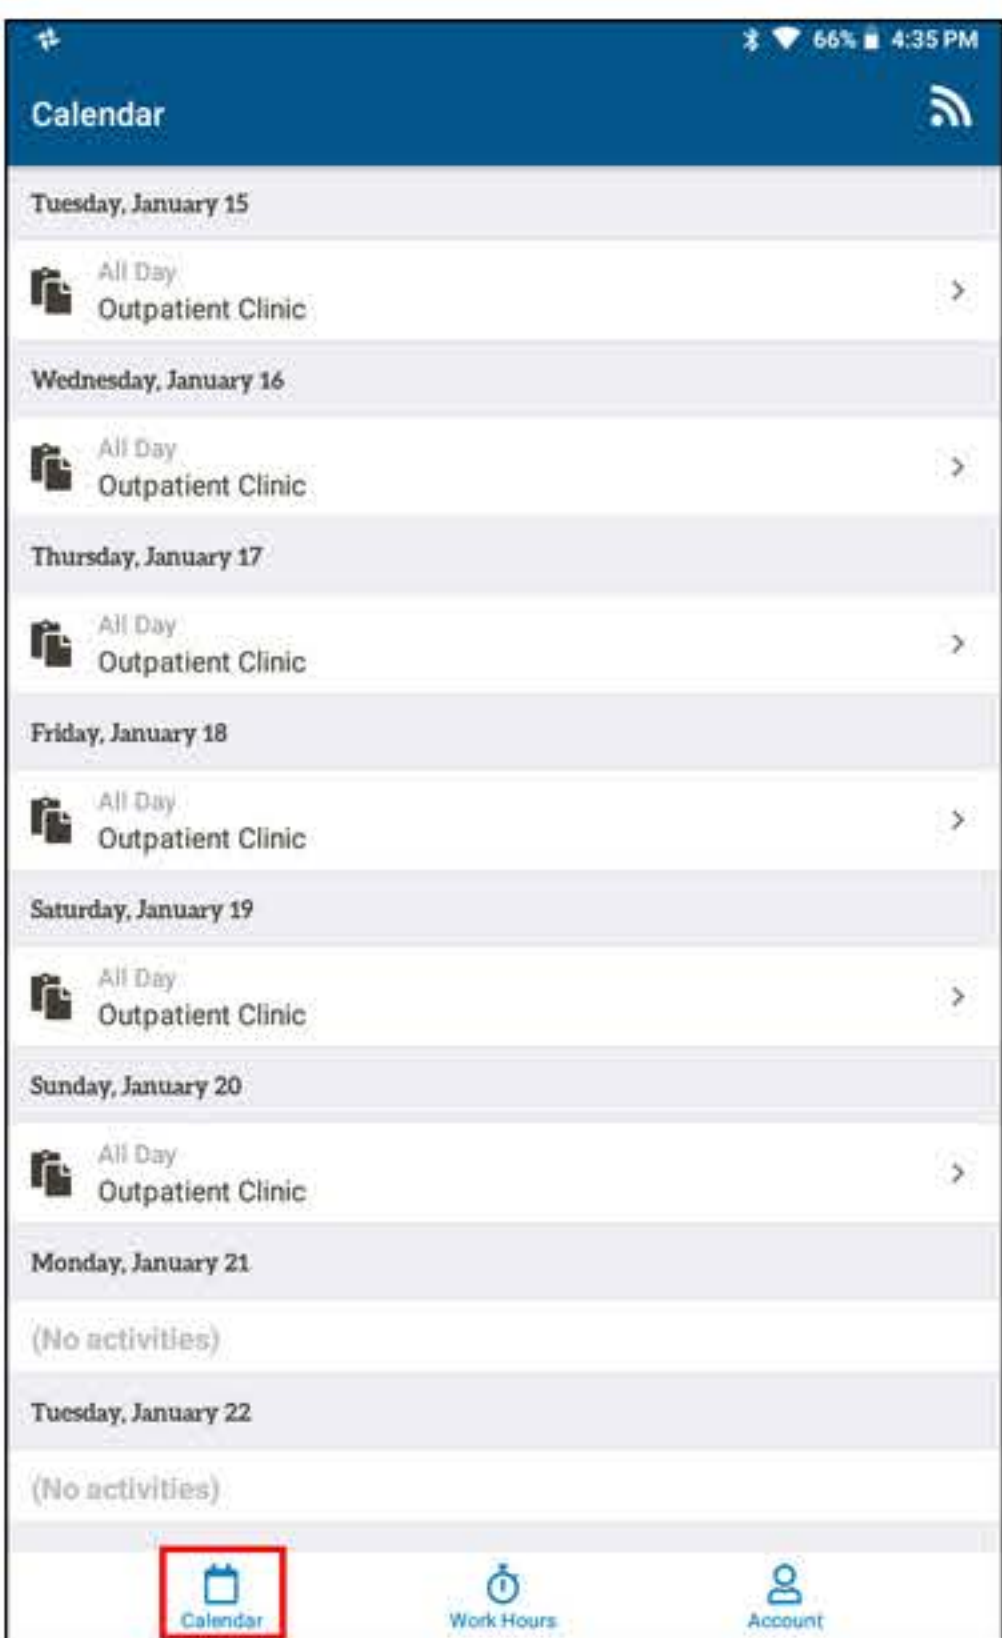 66% 4:35 PM
Calendar
Tuesday, January 15
All Day
Outpatient Clinic
Wednesday, January 16
All Day
Outpatient Clinic
Thursday, January 17
All Day
Outpatient Clinic
Friday, January 18
All Day
Outpatient Clinic
Saturday, January 19
All Day
Outpatient Clinic
Sunday, January 20
All Day
Outpatient Clinic
Monday, January 21
(No activities)
Tuesday, January 22
(No activities)
Calendar Work Hours Account